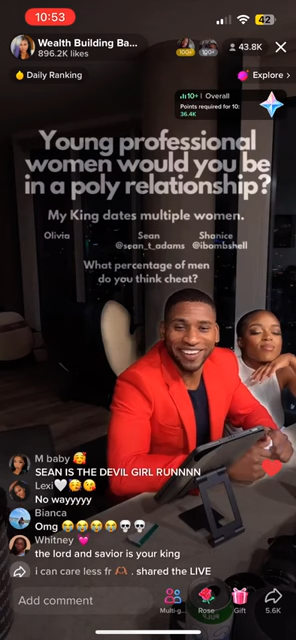 10:53
42
Wealth Building Ba...
896.2K likes
100+
100+
43.8K
Daily Ranking
Explore >
10+ | Overall
Points required for 10:
36.4K
Young professional
women would you be
in a poly relationship?
My King dates multiple women.
Olivia
Sean
Shanice
@sean_t_adams
@ibombshell
What percentage of men
do you think cheat?
M baby 🥰
SEAN IS THE DEVIL GIRL RUNNNN
Lexi🤍😋😘
No wayyyyy
Bianca
Omg 😂😂😂😂💀💀
Whitney 💓
the lord and savior is your king
i can care less fr 🫶🏾 . shared the LIVE
Add comment
Multi-g...
Rose
Gift
5.6K